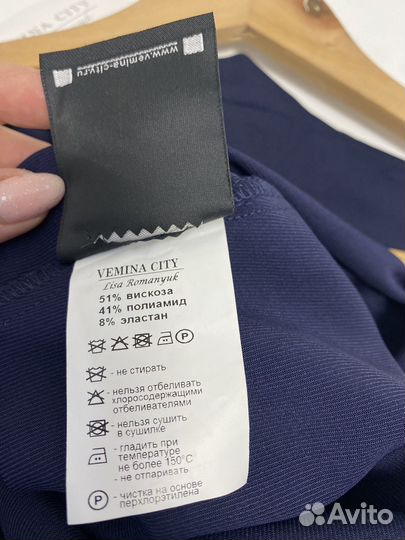 www.vemina-city.ru
VEMINA CITY
Lisa Romanyuk
51% вискоза
41% полиамид
8% эластан
P
- не стирать
- нельзя отбеливать
хлоросодержащими
отбеливателями
- нельзя сушить
в сушилке
- гладить при
температуре
не более 150°С
- не отпаривать
P - чистка на основе
перхлорэтилена
Avito